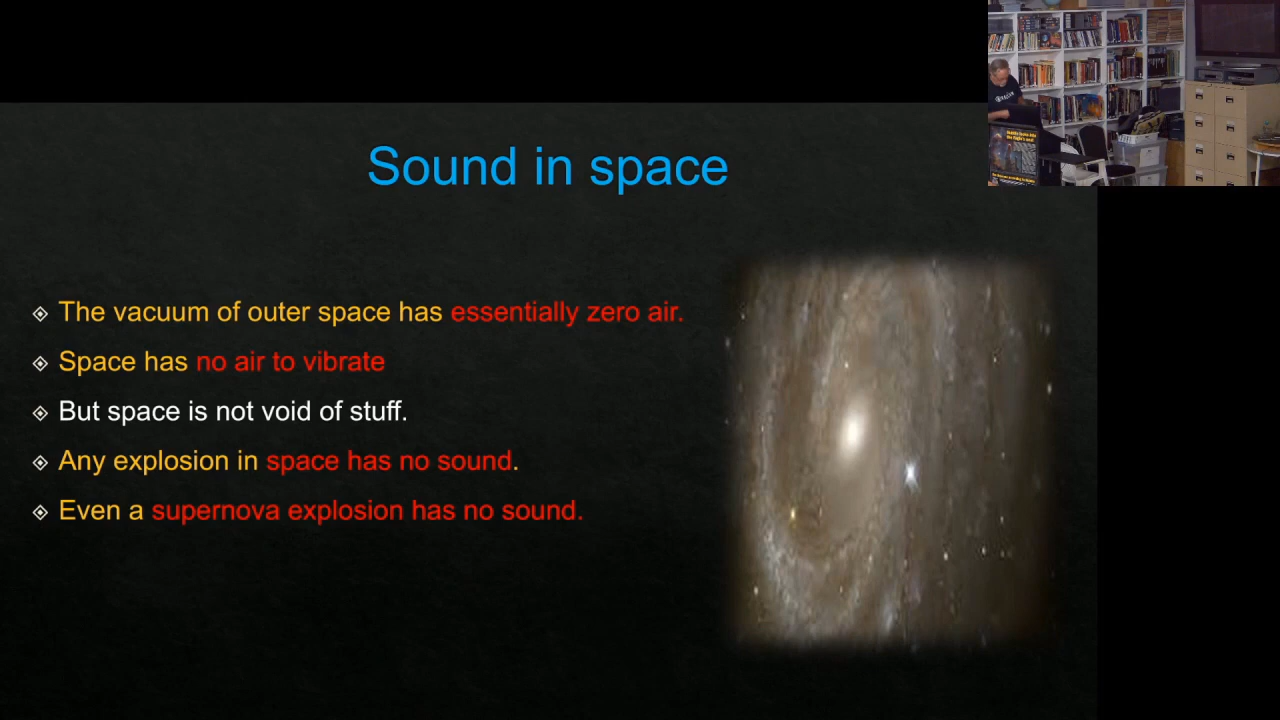 Sound in space
The vacuum of outer space has essentially zero air.
Space has no air to vibrate
But space is not void of stuff.
Any explosion in space has no sound.
Even a supernova explosion has no sound.